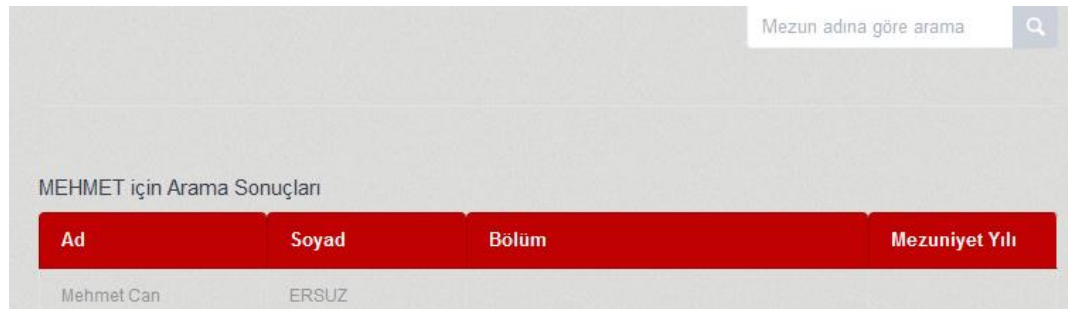 Mezun adına göre arama
MEHMET için Arama Sonuçları
Ad Soyad Bölüm Mezuniyet Yılı
Mehmet Can ERSUZ